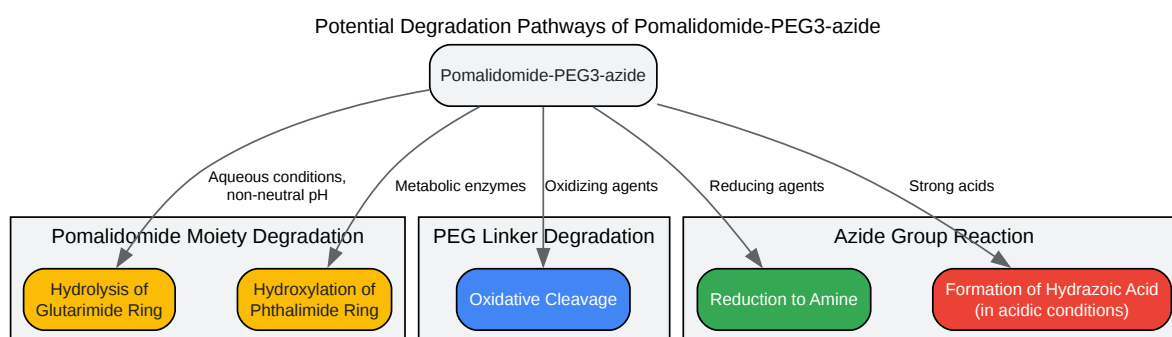 Potential Degradation Pathways of Pomalidomide-PEG3-azide
Pomalidomide-PEG3-azide
Aqueous conditions,
non-neutral pH
Metabolic enzymes
Oxidizing agents
Reducing agents
Strong acids
Pomalidomide Moiety Degradation
PEG Linker Degradation
Azide Group Reaction
Hydrolysis of
Glutarimide Ring
Hydroxylation of
Phthalimide Ring
Oxidative Cleavage
Reduction to Amine
Formation of Hydrazoic Acid
(in acidic conditions)